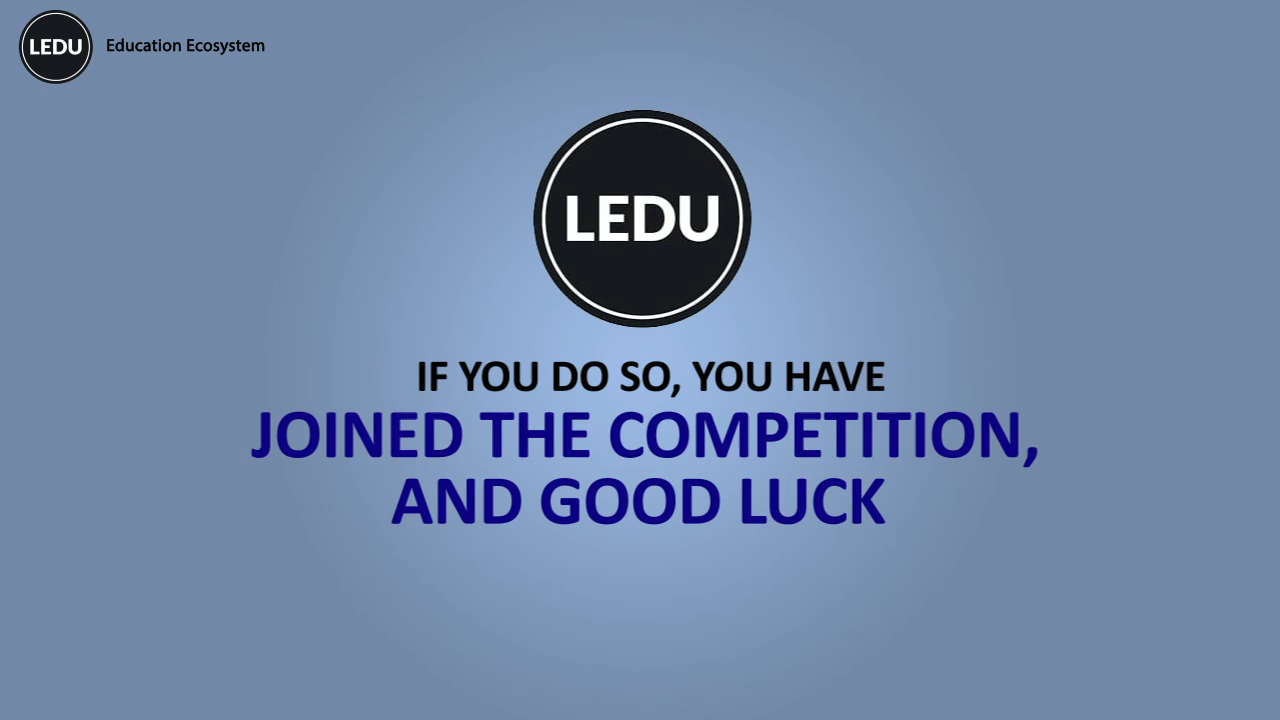 LEDU Education Ecosystem
LEDU
IF YOU DO SO, YOU HAVE
JOINED THE COMPETITION,
AND GOOD LUCK